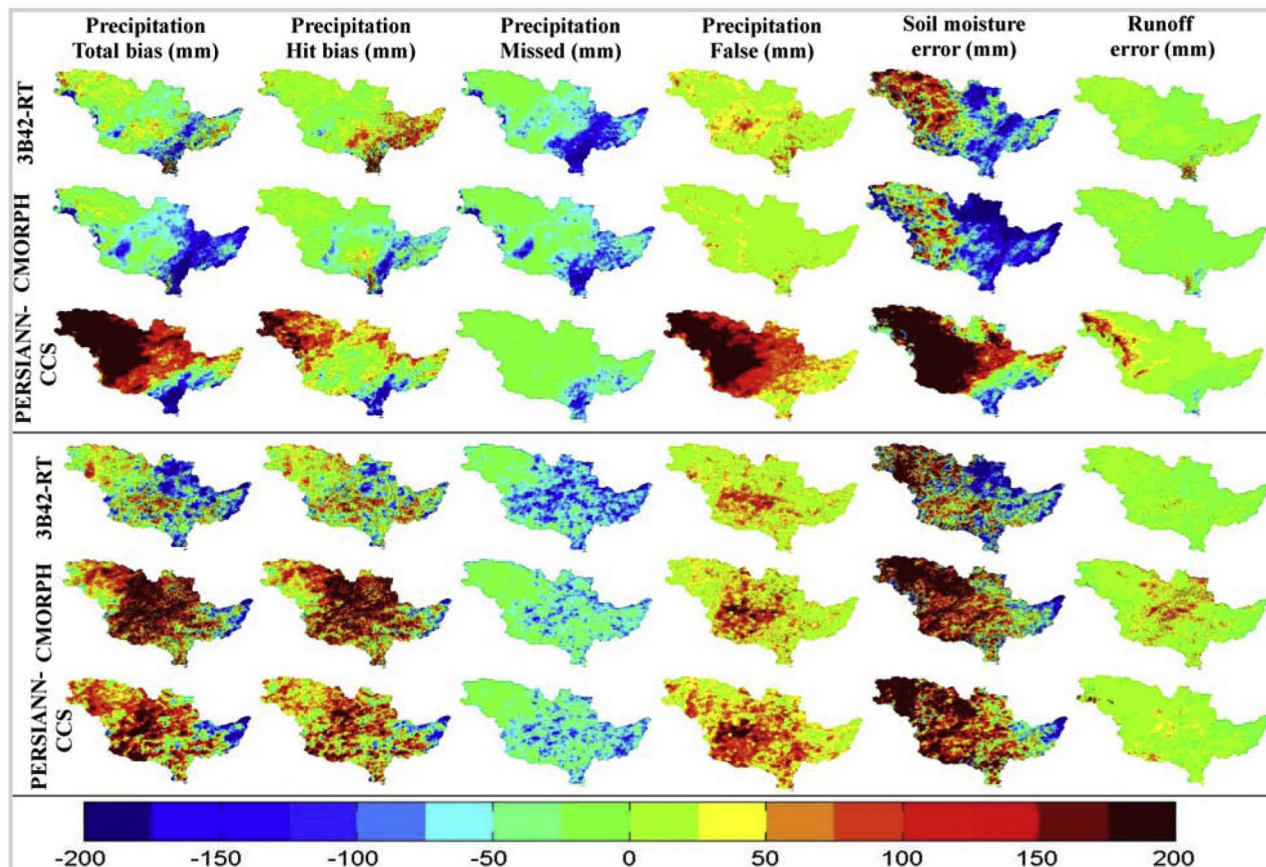 Precipitation Total bias (mm)
Precipitation Hit bias (mm)
Precipitation Missed
Precipitation False (mm)
Soil moisture error (mm)
Runoff error (mm)
3B42-RT
CMORPH
PERSIANN-CCS
3B42-RT
CMORPH
PERSIANN-CCS
-200 -150 -100 -50 0 50 100 150 200